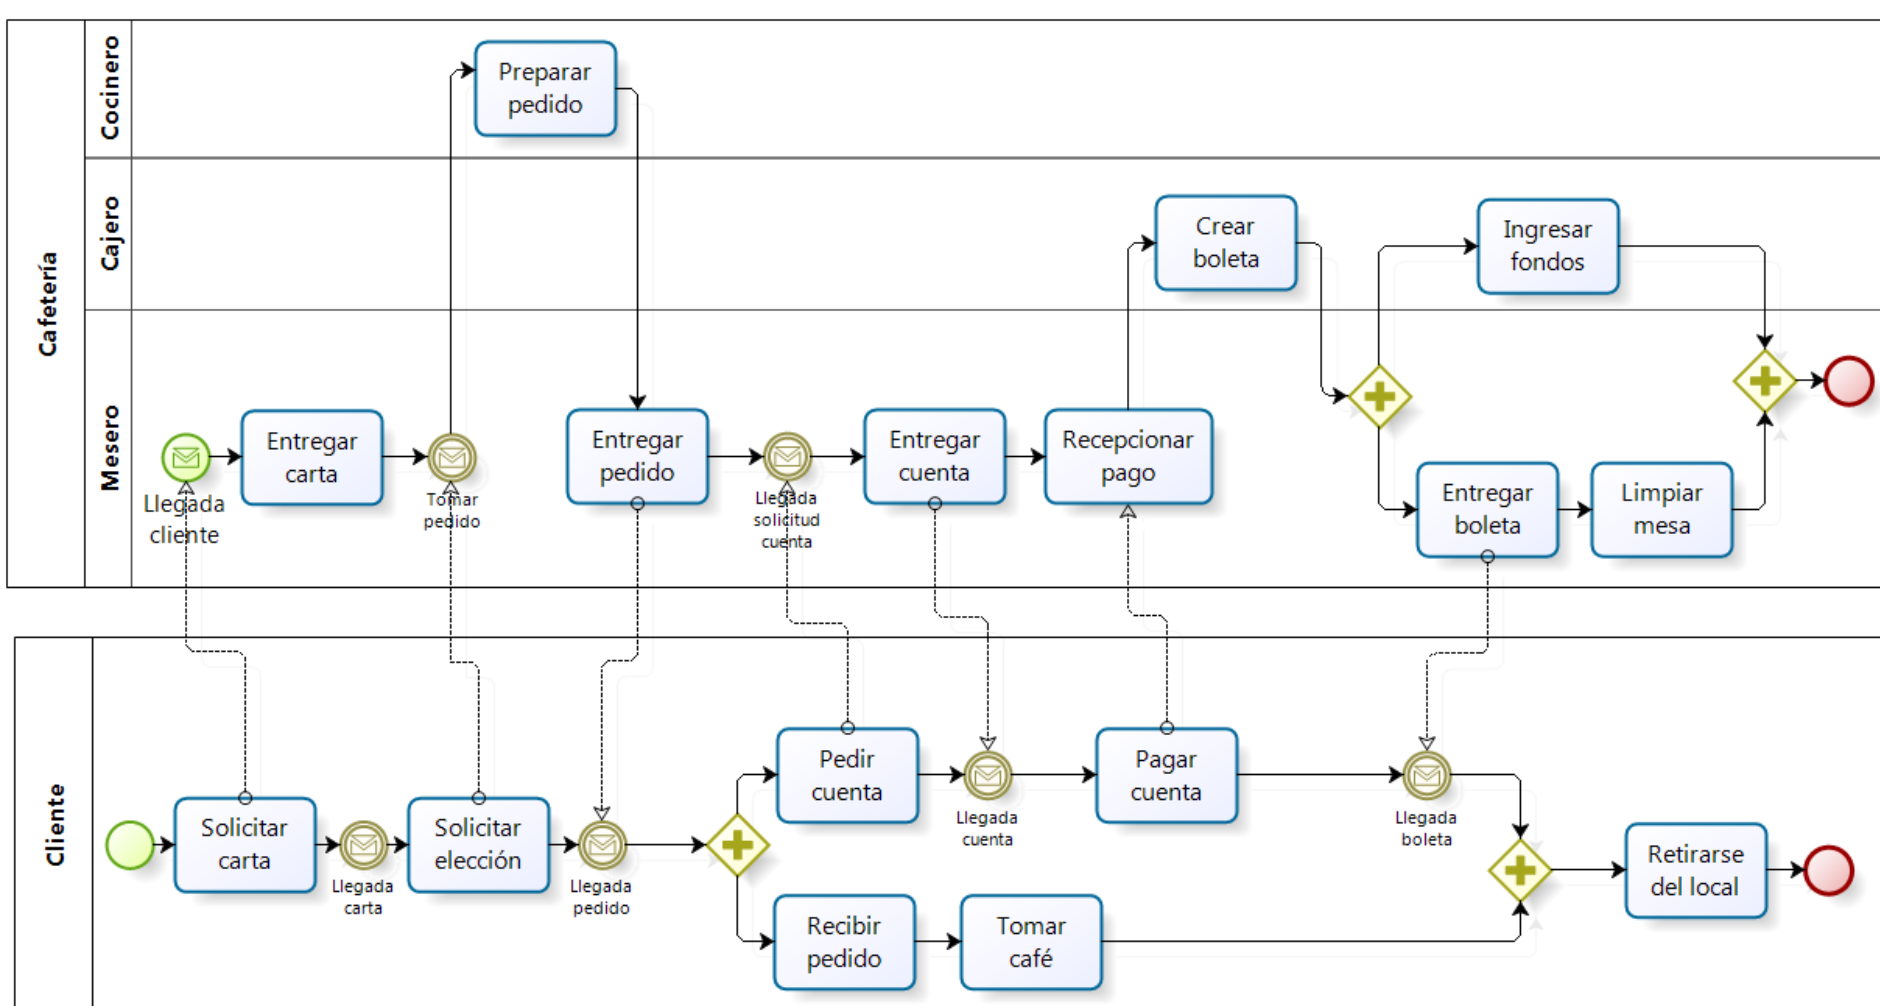 Cafetería
Cocinero
Preparar
pedido
Cajero
Crear
boleta
Ingresar
fondos
Mesero
Llegada
cliente
Entregar
carta
Tomar
pedido
Entregar
pedido
Llegada
solicitud
cuenta
Entregar
cuenta
Recepcionar
pago
Entregar
boleta
Limpiar
mesa
Cliente
Solicitar
carta
Llegada
carta
Solicitar
elección
Llegada
pedido
Pedir
cuenta
Llegada
cuenta
Pagar
cuenta
Llegada
boleta
Recibir
pedido
Tomar
café
Retirarse
del local